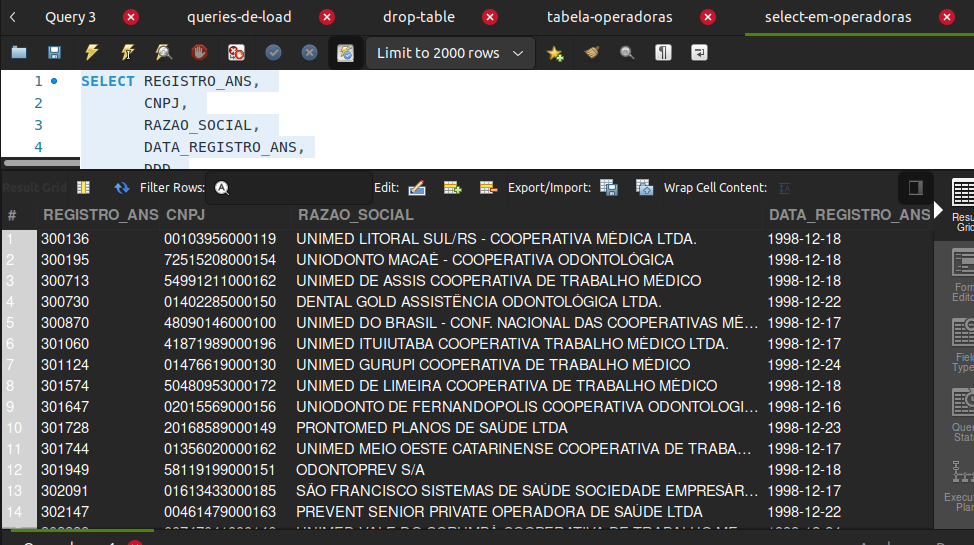 Query 3 queries-de-load drop-table tabela-operadoras select-em-operadoras
Limit to 2000 rows
1 SELECT REGISTRO_ANS,
2 CNPJ,
3 RAZAO_SOCIAL,
4 DATA_REGISTRO_ANS,
DDD
Result Grid Filter Rows: Edit: Export/Import: Wrap Cell Content:
# REGISTRO_ANS CNPJ RAZAO_SOCIAL DATA_REGISTRO_ANS
1 300136 00103956000119 UNIMED LITORAL SUL/RS - COOPERATIVA MÉDICA LTDA. 1998-12-18
2 300195 72515208000154 UNIODONTO MACAÉ - COOPERATIVA ODONTOLÓGICA 1998-12-18
3 300713 54991211000162 UNIMED DE ASSIS COOPERATIVA DE TRABALHO MÉDICO 1998-12-18
4 300730 01402285000150 DENTAL GOLD ASSISTÊNCIA ODONTOLÓGICA LTDA. 1998-12-22
5 300870 48090146000100 UNIMED DO BRASIL - CONF. NACIONAL DAS COOPERATIVAS MÉ... 1998-12-17
6 301060 41871989000196 UNIMED ITUIUTABA COOPERATIVA TRABALHO MÉDICO LTDA. 1998-12-17
7 301124 01476619000130 UNIMED GURUPI COOPERATIVA DE TRABALHO MÉDICO 1998-12-24
8 301574 50480953000172 UNIMED DE LIMEIRA COOPERATIVA DE TRABALHO MÉDICO 1998-12-18
9 301647 02015569000156 UNIODONTO DE FERNANDOPOLIS COOPERATIVA ODONTOLOGI... 1998-12-16
10 301728 20168589000149 PRONTOMED PLANOS DE SAÚDE LTDA 1998-12-23
11 301744 01356020000162 UNIMED MEIO OESTE CATARINENSE COOPERATIVA DE TRABA... 1998-12-17
12 301949 58119199000151 ODONTOPREV S/A 1998-12-18
13 302091 01613433000185 SÃO FRANCISCO SISTEMAS DE SAÚDE SOCIEDADE EMPRESÁR... 1998-12-17
14 302147 00461479000163 PREVENT SENIOR PRIVATE OPERADORA DE SAÚDE LTDA 1998-12-22
Resu
Grid
Form
Edito
Field
Type
Quer
Stat
Execu
Plan